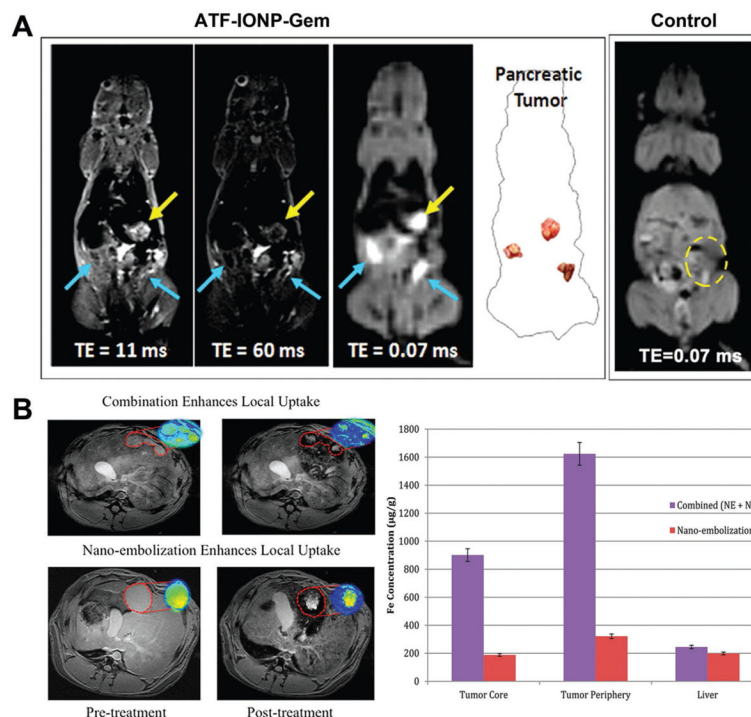 A
ATF-IONP-Gem
Control
Pancreatic
Tumor
TE = 11 ms
TE = 60 ms
TE = 0.07 ms
TE=0.07 ms
B
Combination Enhances Local Uptake
Nano-embolization Enhances Local Uptake
Pre-treatment
Post-treatment
Fe Concentration (µg/g)
1800
1600
1400
1200
1000
800
600
400
200
0
Combined (NE + N
Nano-embolization
Tumor Core
Tumor Periphery
Liver